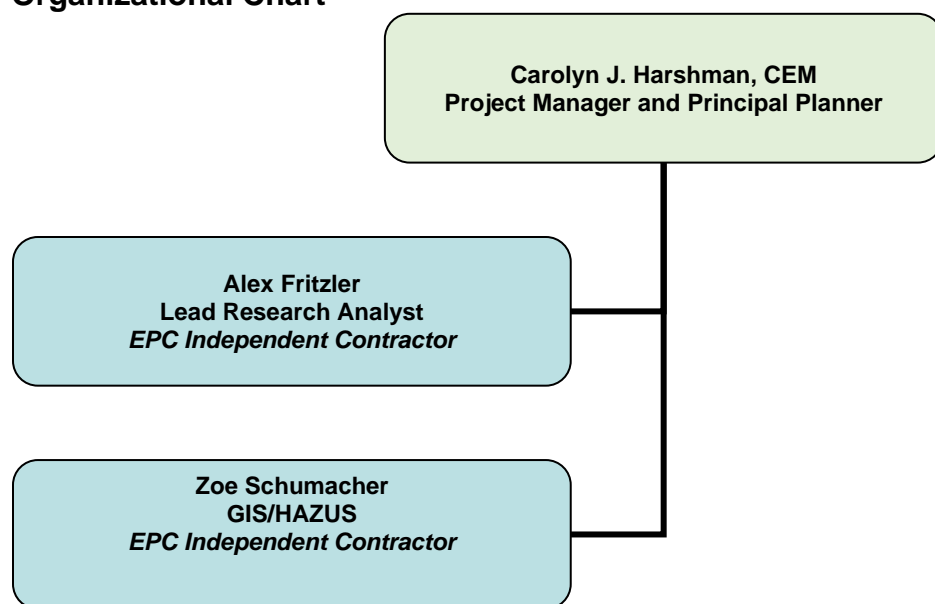 Organizational Chart
Carolyn J. Harshman, CEM
Project Manager and Principal Planner
Alex Fritzler
Lead Research Analyst
EPC Independent Contractor
Zoe Schumacher
GIS/HAZUS
EPC Independent Contractor